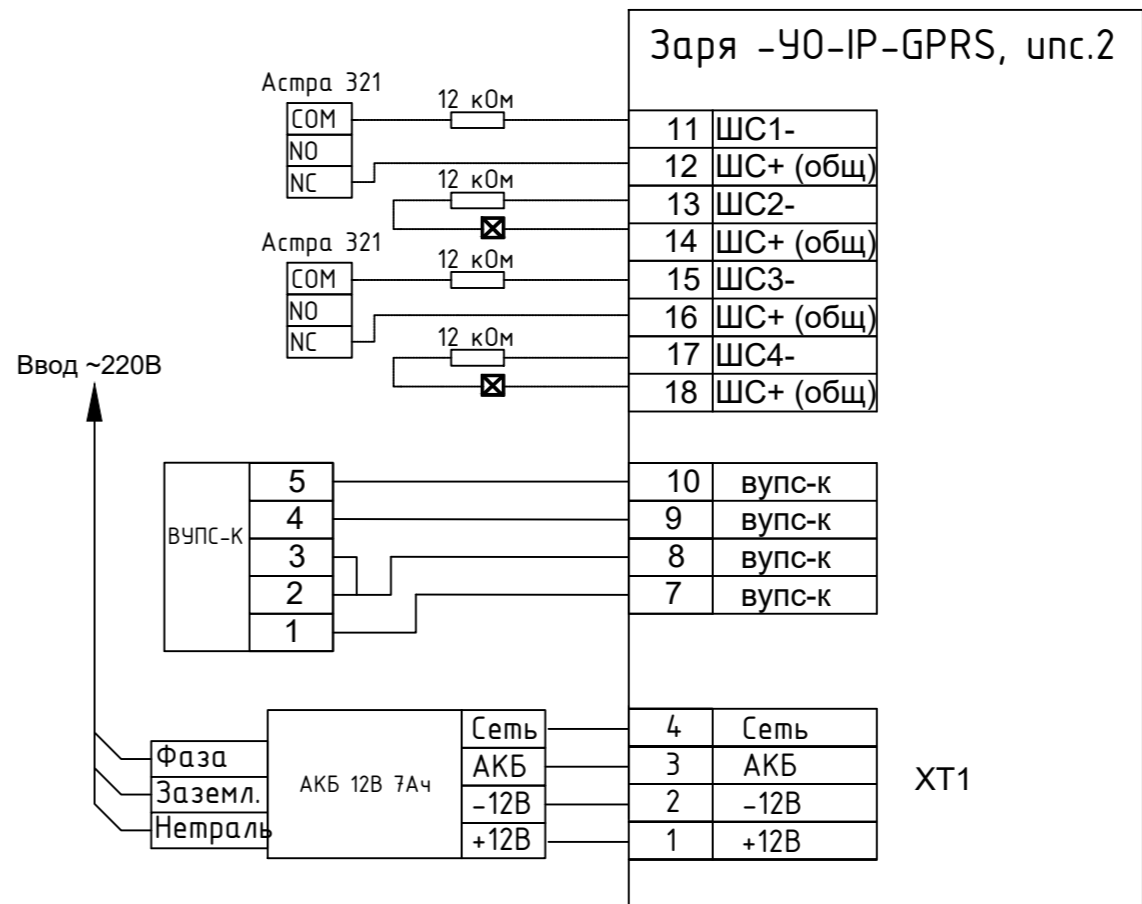 Заря -УО-IP-GPRS, исп.2
Астра 321
COM
NO
NC
12 кОм
12 кОм
11 ШС1-
12 ШС+ (общ)
13 ШС2-
14 ШС+ (общ)
Астра 321
COM
NO
NC
12 кОм
12 кОм
15 ШС3-
16 ШС+ (общ)
17 ШС4-
18 ШС+ (общ)
Ввод ~220В
ВУПС-К
5
4
3
2
1
10 вупс-к
9 вупс-к
8 вупс-к
7 вупс-к
Фаза
Заземл.
Нетраль
АКБ 12В 7Ач
Сеть
АКБ
-12В
+12В
4 Сеть
3 АКБ
2 -12В
1 +12В
XT1